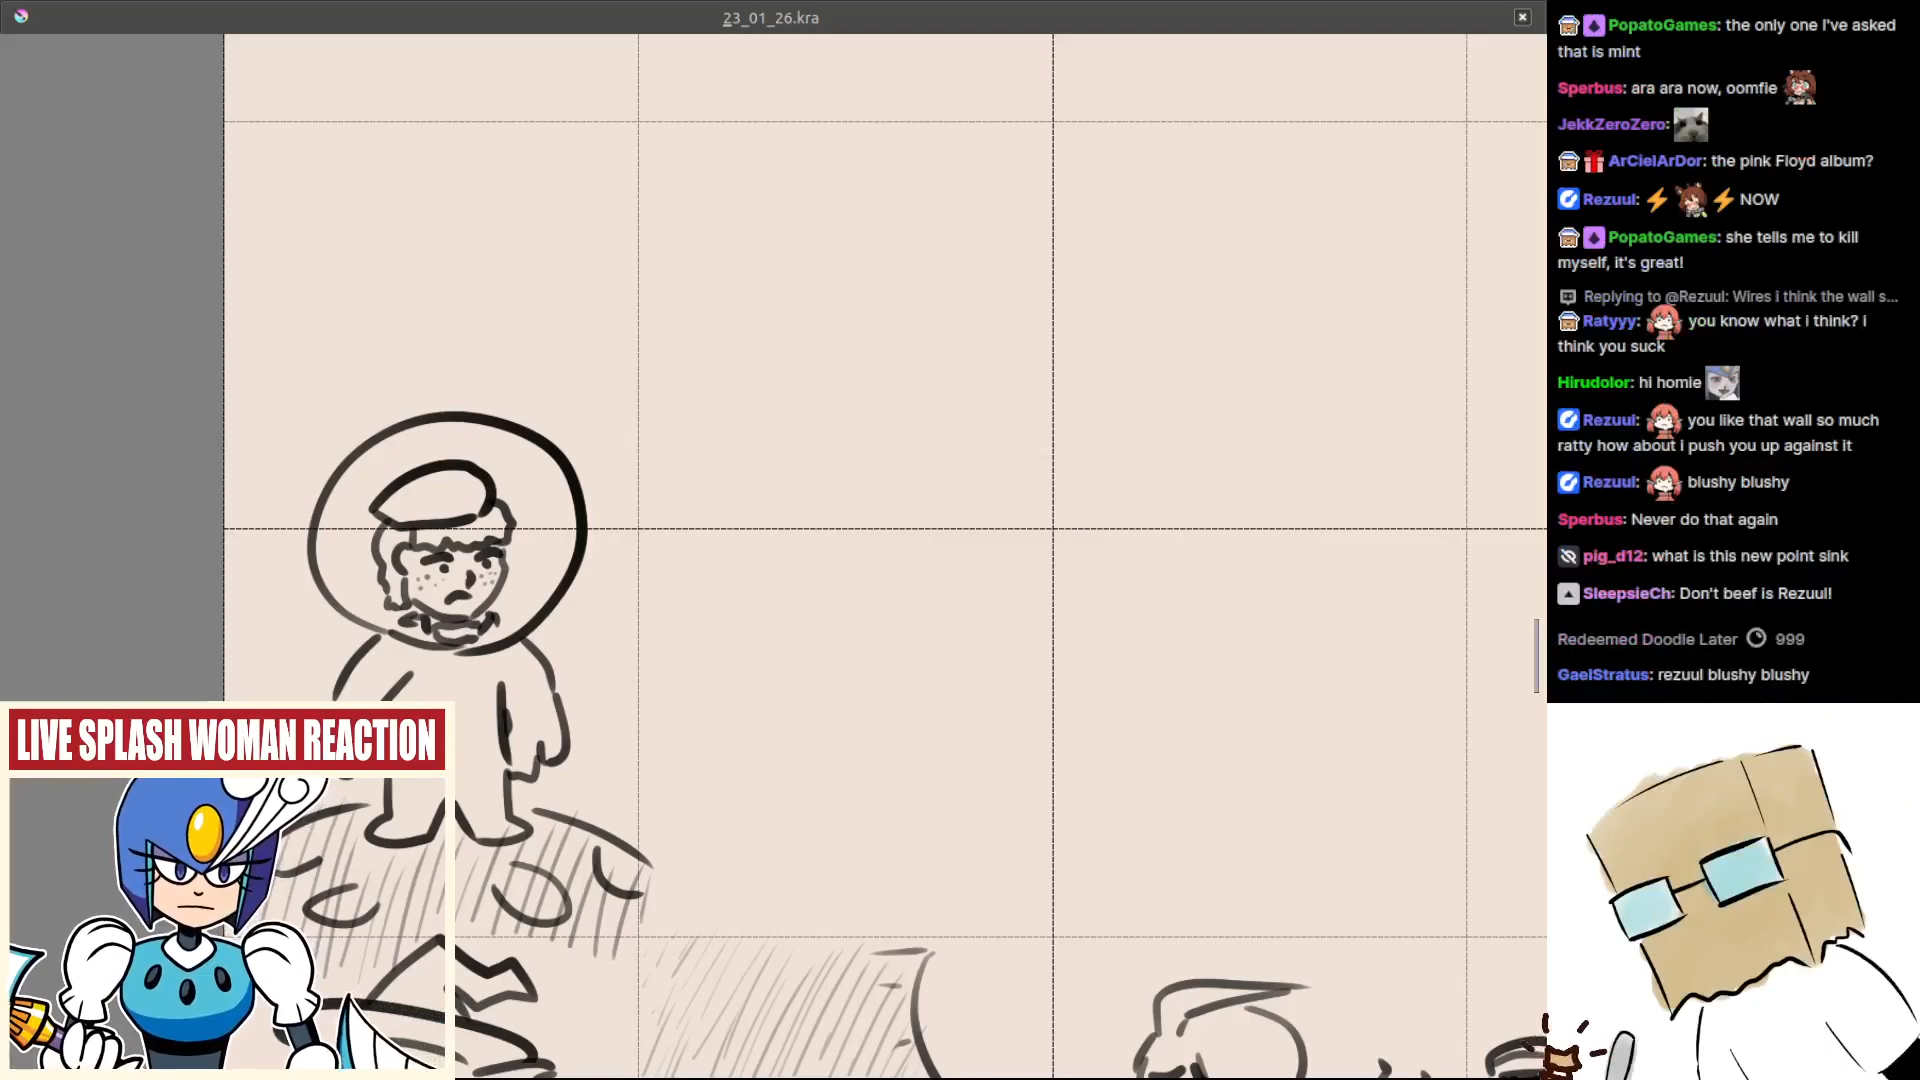 23_01_26.kra
PopatoGames: the only one I've asked
that is mint
Sperbus: ara ara now, oomfie
JekkZeroZero:
ArCielArDor: the pink Floyd album?
Rezuul: NOW
PopatoGames: she tells me to kill
myself, it's great!
Replying to @Rezuul: Wires i think the wall s...
Ratyyy: you know what i think? i
think you suck
Hirudolor: hi homie
Rezuul: you like that wall so much
ratty how about i push you up against it
Rezuul: blushy blushy
Sperbus: Never do that again
pig_d12: what is this new point sink
SleepsieCh: Don't beef is Rezuul!
Redeemed Doodle Later 999
GaelStratus: rezuul blushy blushy
LIVE SPLASH WOMAN REACTION